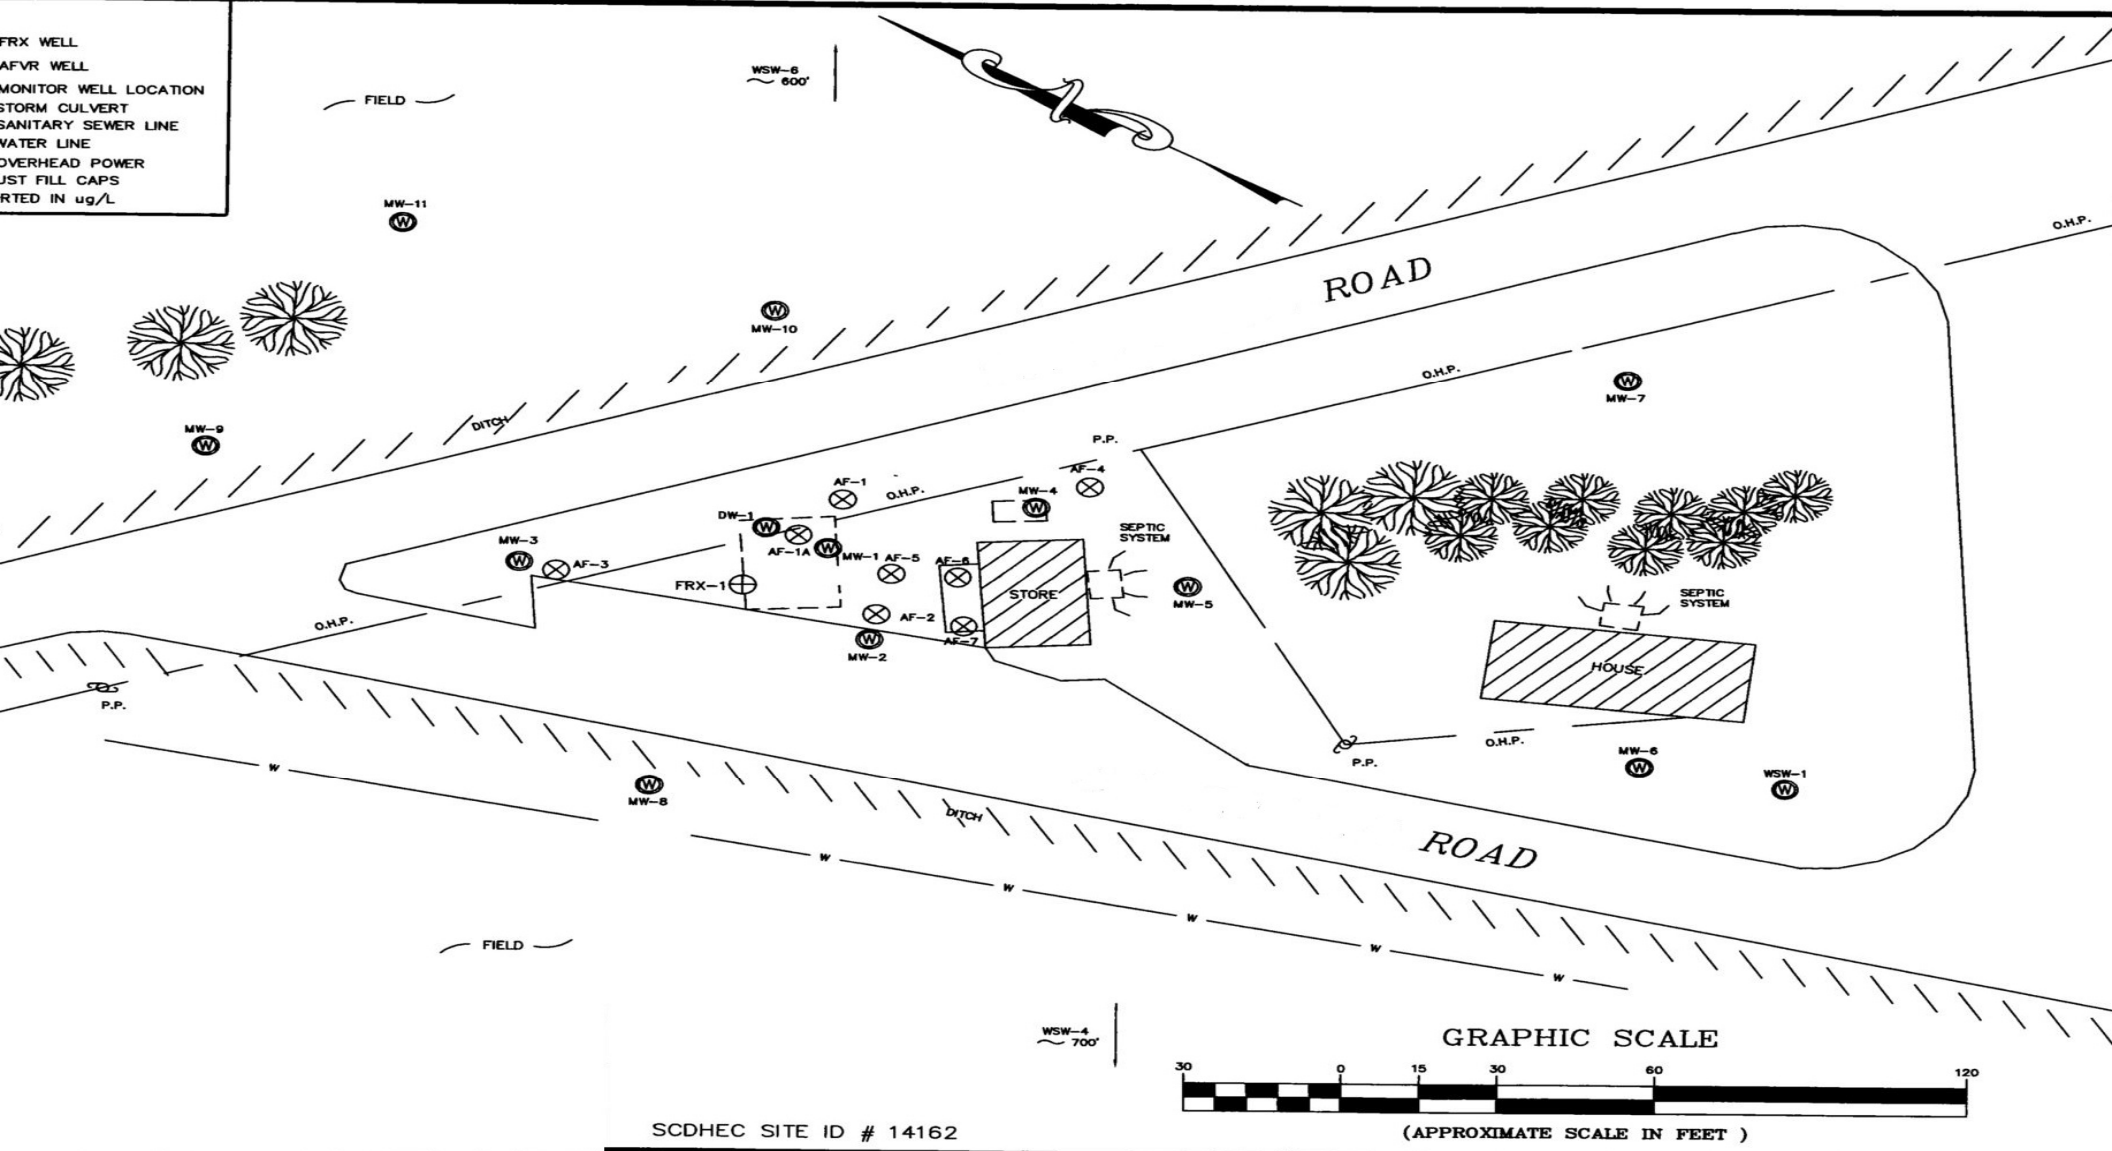 FRX WELL
AFVR WELL
MONITOR WELL LOCATION
STORM CULVERT
SANITARY SEWER LINE
WATER LINE
OVERHEAD POWER
UST FILL CAPS
RTED IN ug/L
FIELD
WSW-6
~ 600'
MW-11
MW-10
ROAD
O.H.P.
O.H.P.
MW-7
MW-9
DITCH
P.P.
AF-4
AF-1
O.H.P.
MW-4
DW-1
SEPTIC
SYSTEM
MW-3
AF-3
AF-1A
MW-1
AF-5
AF-6
FRX-1
STORE
MW-5
SEPTIC
SYSTEM
AF-2
AF-7
MW-2
O.H.P.
HOUSE
P.P.
O.H.P.
P.P.
MW-6
WSW-1
W
MW-8
DITCH
ROAD
W
W
W
W
W
FIELD
WSW-4
~ 700'
GRAPHIC SCALE
30 0 15 30 60 120
(APPROXIMATE SCALE IN FEET )
SCDHEC SITE ID # 14162